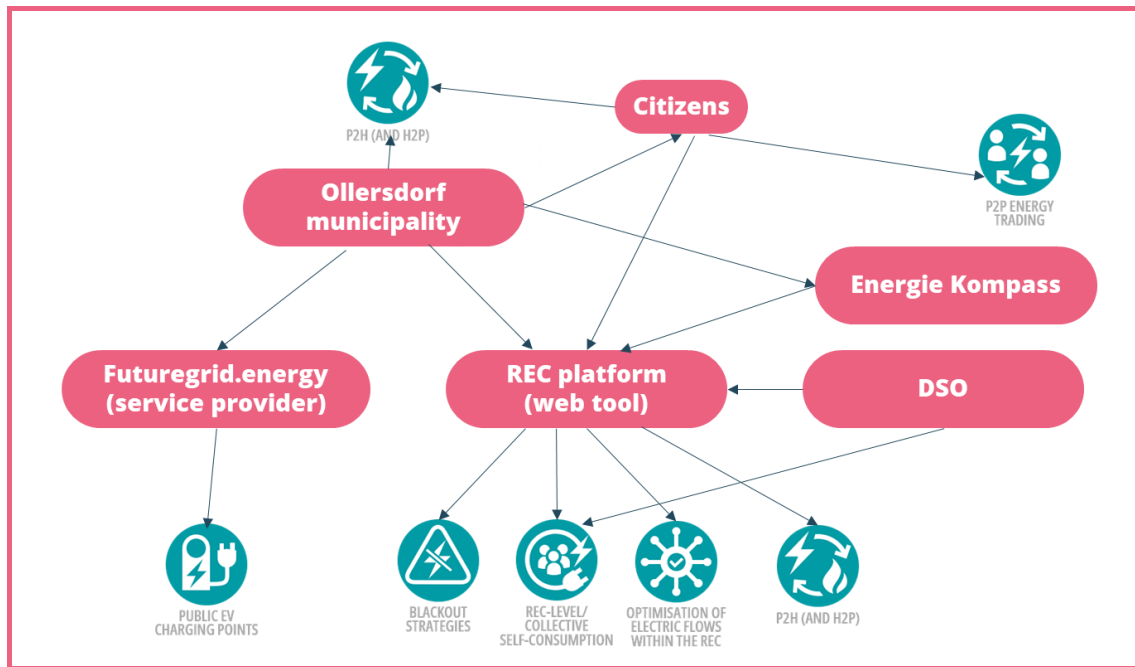 Citizens
P2H (AND H2P)
Ollersdorf
municipality
P2P ENERGY
TRADING
Energie Kompass
Futuregrid.energy
(service provider)
REC platform
(web tool)
DSO
PUBLIC EV
CHARGING POINTS
BLACKOUT
STRATEGIES
REC-LEVEL/
COLLECTIVE
SELF-CONSUMPTION
OPTIMISATION OF
ELECTRIC FLOWS
WITHIN THE REC
P2H (AND H2P)